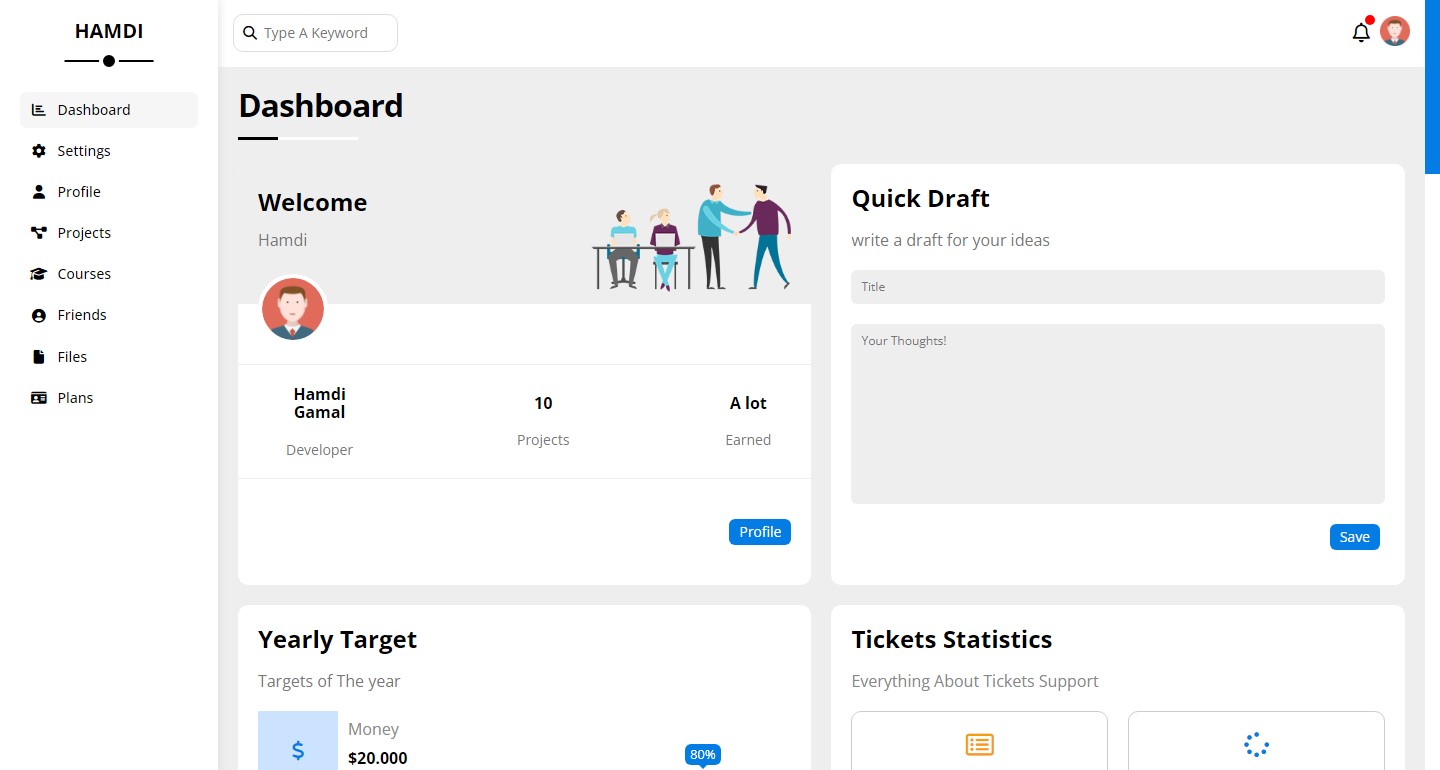 HAMDI
Type A Keyword
Dashboard
Settings
Profile
Projects
Courses
Friends
Files
Plans
Dashboard
Welcome
Hamdi
Hamdi
Gamal
Developer
10
Projects
A lot
Earned
Profile
Quick Draft
write a draft for your ideas
Title
Your Thoughts!
Save
Yearly Target
Targets of The year
$
Money
$20.000
80%
Tickets Statistics
Everything About Tickets Support